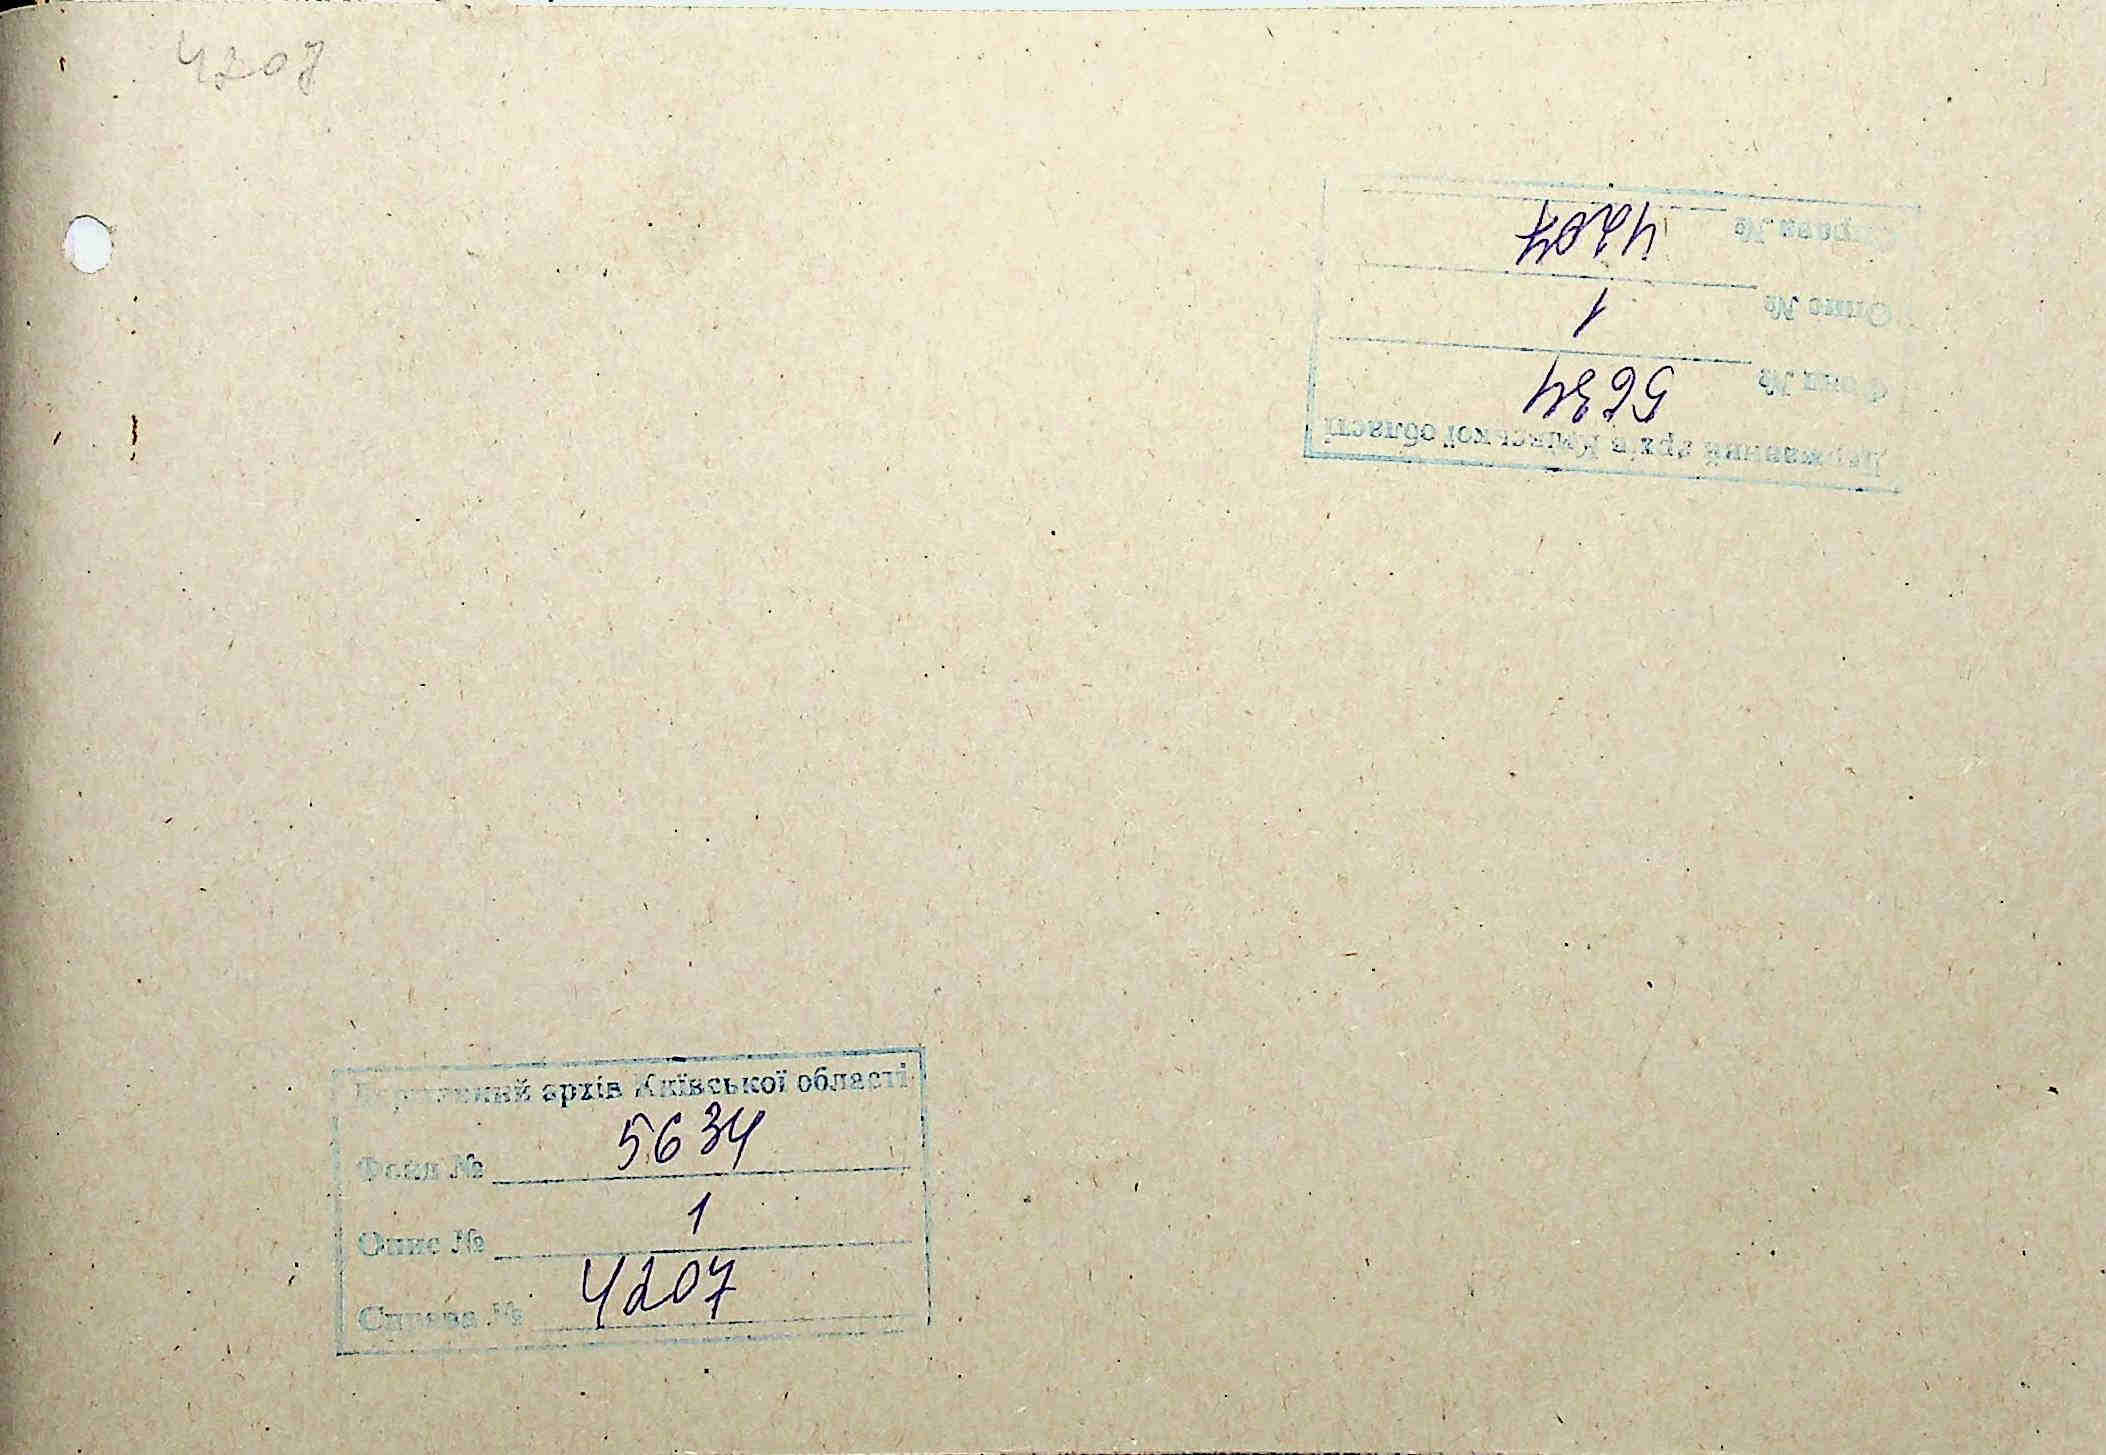 4207
Справа № 4207
Опис № 1
Фонд № 5634
Державний архів Київської області
Державний архів Київської області
Фонд № 5634
Опис № 1
Справа № 4207